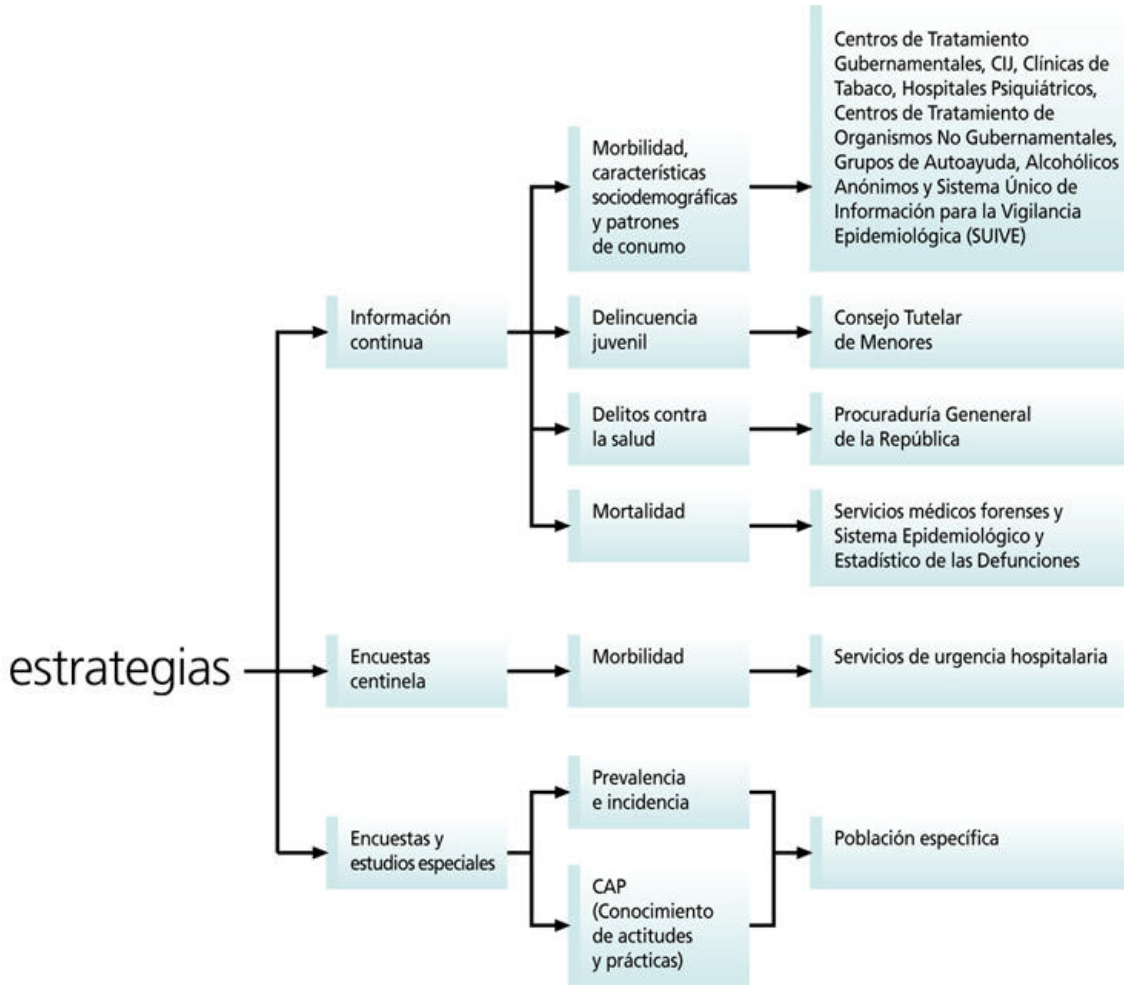 Centros de Tratamiento
Gubernamentales, CIJ, Clínicas de
Tabaco, Hospitales Psiquiátricos,
Centros de Tratamiento de
Organismos No Gubernamentales,
Grupos de Autoayuda, Alcohólicos
Anónimos y Sistema Único de
Información para la Vigilancia
Epidemiológica (SUIVE)
Morbilidad,
características
sociodemográficas
y patrones
de conumo
Información
continua
Delincuencia
juvenil
Consejo Tutelar
de Menores
Delitos contra
la salud
Procuraduría Geneneral
de la República
Mortalidad
Servicios médicos forenses y
Sistema Epidemiológico y
Estadístico de las Defunciones
estrategias
Encuestas
centinela
Morbilidad
Servicios de urgencia hospitalaria
Prevalencia
e incidencia
Encuestas y
estudios especiales
Población específica
CAP
(Conocimiento
de actitudes
y prácticas)